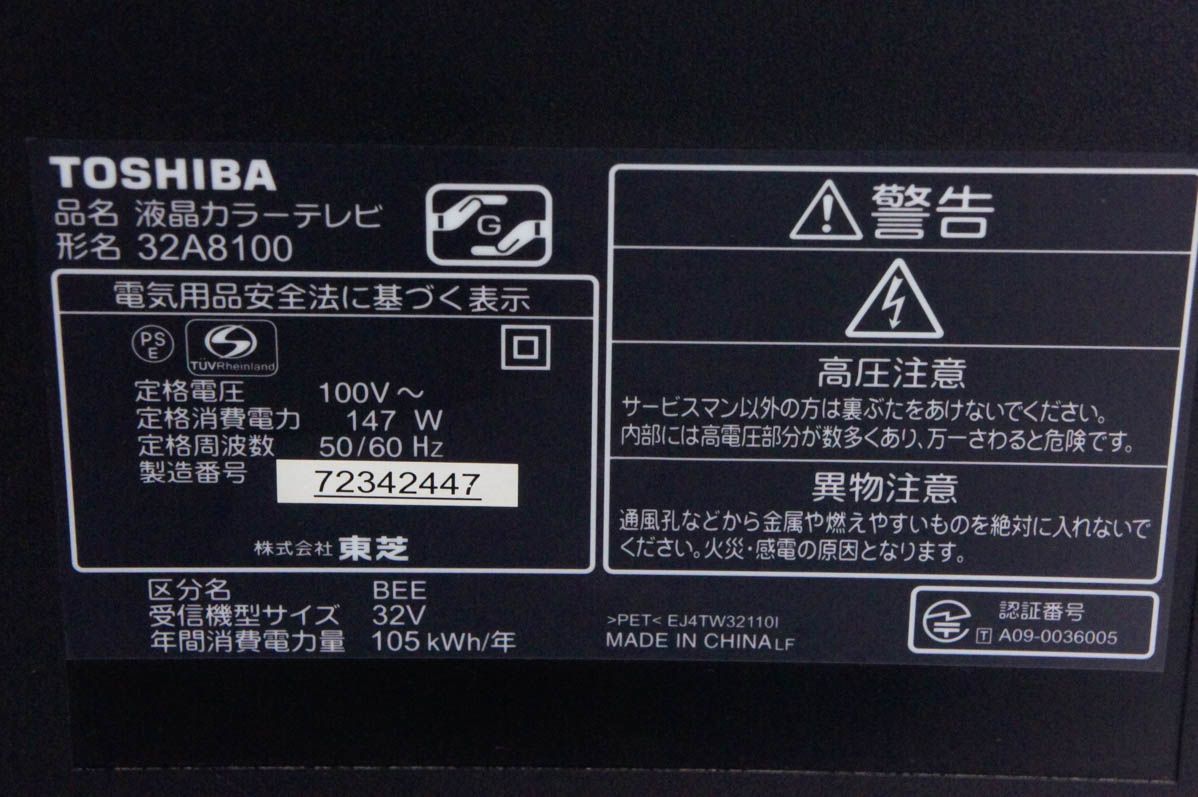 TOSHIBA
品名 液晶カラーテレビ
形名 32A8100
G
電気用品安全法に基づく表示
PS
E
TÜVRheinland
定格電圧 100V～
定格消費電力 147 W
定格周波数 50/60 Hz
製造番号 72342447
株式会社 東芝
区分名 BEE
受信機型サイズ 32V
年間消費電力量 105 kWh/年
警告
高圧注意
サービスマン以外の方は裏ぶたをあけないでください。
内部には高電圧部分が数多くあり、万一さわると危険です。
異物注意
通風孔などから金属や燃えやすいものを絶対に入れないで
ください。火災・感電の原因となります。
>PET< EJ4TW32110I
MADE IN CHINA LF
認証番号
T A09-0036005